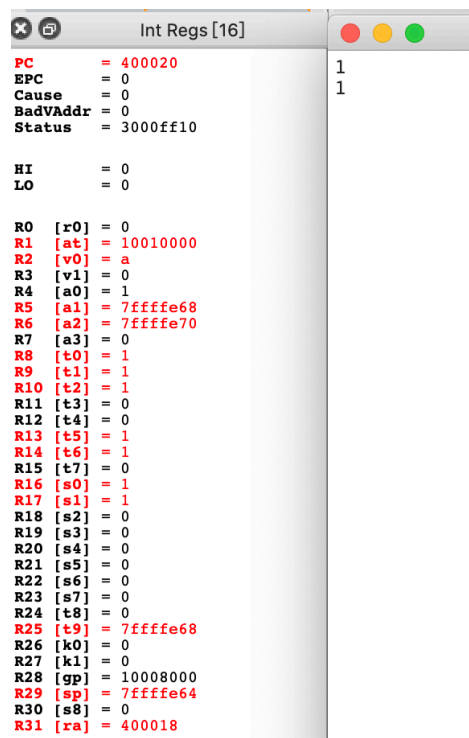 Int Regs [16]
PC = 400020
EPC = 0
Cause = 0
BadVAddr = 0
Status = 3000ff10
HI = 0
LO = 0
R0 [r0] = 0
R1 [at] = 10010000
R2 [v0] = a
R3 [v1] = 0
R4 [a0] = 1
R5 [a1] = 7ffffe68
R6 [a2] = 7ffffe70
R7 [a3] = 0
R8 [t0] = 1
R9 [t1] = 1
R10 [t2] = 1
R11 [t3] = 0
R12 [t4] = 0
R13 [t5] = 1
R14 [t6] = 1
R15 [t7] = 0
R16 [s0] = 1
R17 [s1] = 1
R18 [s2] = 0
R19 [s3] = 0
R20 [s4] = 0
R21 [s5] = 0
R22 [s6] = 0
R23 [s7] = 0
R24 [t8] = 0
R25 [t9] = 7ffffe68
R26 [k0] = 0
R27 [k1] = 0
R28 [gp] = 10008000
R29 [sp] = 7ffffe64
R30 [s8] = 0
R31 [ra] = 400018
1
1